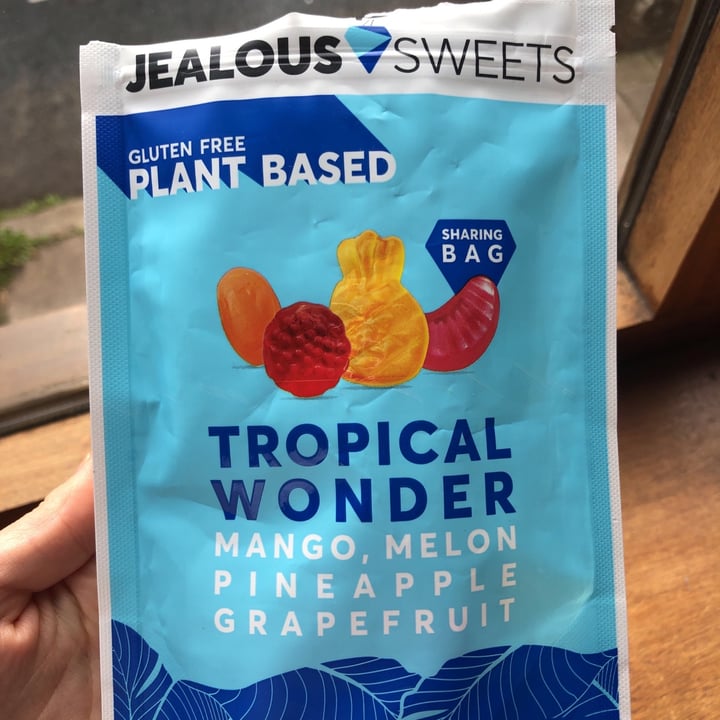 JEALOUS SWEETS
GLUTEN FREE
PLANT BASED
SHARING
BAG
TROPICAL
WONDER
MANGO, MELON
PINEAPPLE
GRAPEFRUIT